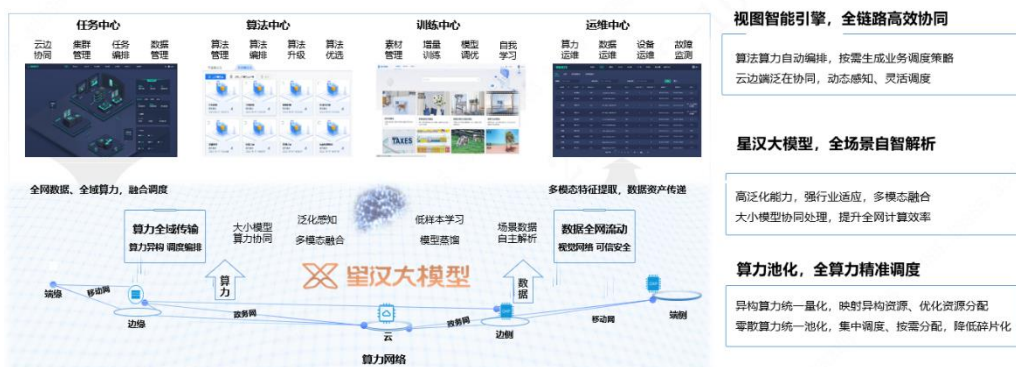 任务中心
云边协同
集群管理
任务编排
数据管理
算法中心
算法管理
算法编排
算法升级
算法优选
训练中心
素材管理
增量训练
模型调优
自我学习
运维中心
算力运维
数据运维
设备运维
故障监测
TAXES
全网数据、全域算力，融合调度
多模态特征提取，数据资产传递
算力全域传输
算力异构 调度编排
大小模型
算力协同
泛化感知
多模态融合
低样本学习
模型蒸馏
场景数据
自主解析
数据全网流动
视觉网络 可信安全
算力
星汉大模型
数据
端缘
移动网
边缘
政务网
云
政务网
边侧
移动网
端侧
算力网络
视图智能引擎，全链路高效协同
算法算力自动编排，按需生成业务调度策略
云边端泛在协同，动态感知、灵活调度
星汉大模型，全场景自智解析
高泛化能力，强行业适应，多模态融合
大小模型协同处理，提升全网计算效率
算力池化，全算力精准调度
异构算力统一量化，映射异构资源、优化资源分配
零散算力统一池化，集中调度、按需分配，降低碎片化